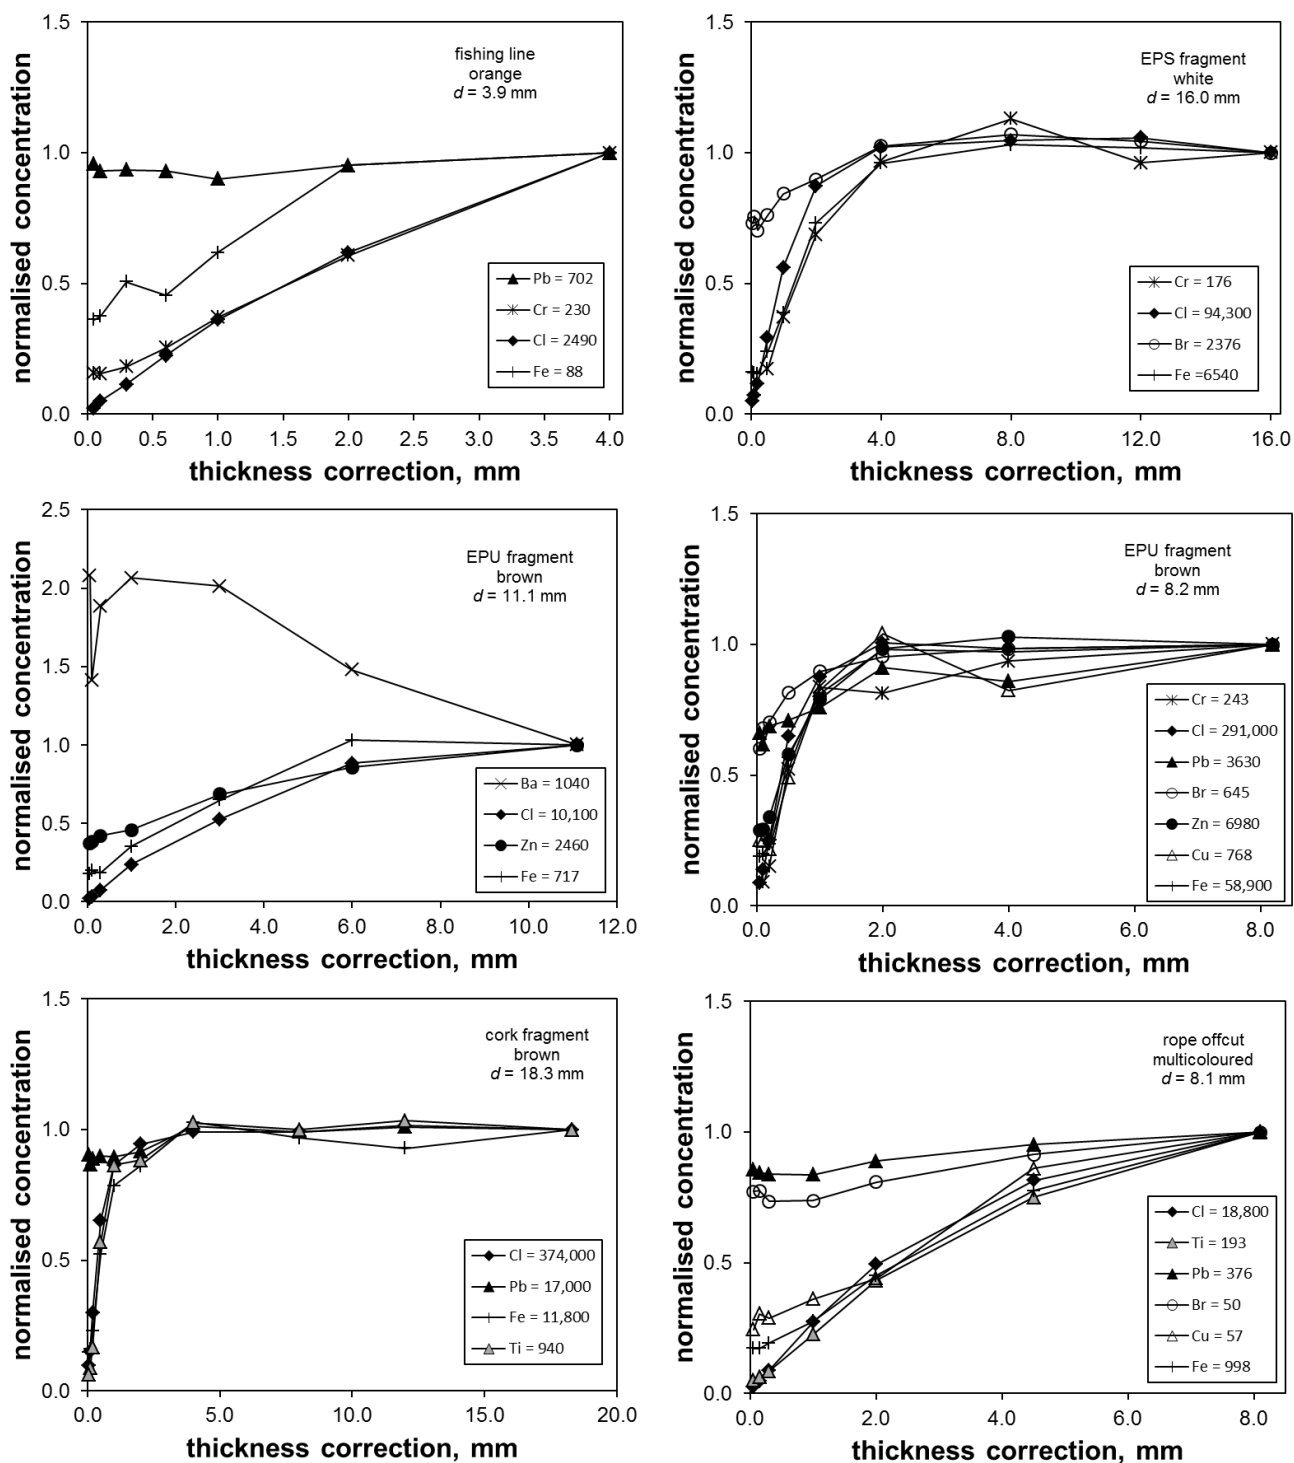 1.5
1.0
0.5
0.0
normalised concentration
fishing line
orange
d = 3.9 mm
Pb = 702
Cr = 230
Cl = 2490
Fe = 88
0.0 0.5 1.0 1.5 2.0 2.5 3.0 3.5 4.0
thickness correction, mm
1.5
1.0
0.5
0.0
normalised concentration
EPS fragment
white
d = 16.0 mm
Cr = 176
Cl = 94,300
Br = 2376
Fe =6540
0.0 4.0 8.0 12.0 16.0
thickness correction, mm
2.5
2.0
1.5
1.0
0.5
0.0
normalised concentration
EPU fragment
brown
d = 11.1 mm
Ba = 1040
Cl = 10,100
Zn = 2460
Fe = 717
0.0 2.0 4.0 6.0 8.0 10.0 12.0
thickness correction, mm
1.5
1.0
0.5
0.0
normalised concentration
EPU fragment
brown
d = 8.2 mm
Cr = 243
Cl = 291,000
Pb = 3630
Br = 645
Zn = 6980
Cu = 768
Fe = 58,900
0.0 2.0 4.0 6.0 8.0
thickness correction, mm
1.5
1.0
0.5
0.0
normalised concentration
cork fragment
brown
d = 18.3 mm
Cl = 374,000
Pb = 17,000
Fe = 11,800
Ti = 940
0.0 5.0 10.0 15.0 20.0
thickness correction, mm
1.5
1.0
0.5
0.0
normalised concentration
rope offcut
multicoloured
d = 8.1 mm
Cl = 18,800
Ti = 193
Pb = 376
Br = 50
Cu = 57
Fe = 998
0.0 2.0 4.0 6.0 8.0
thickness correction, mm